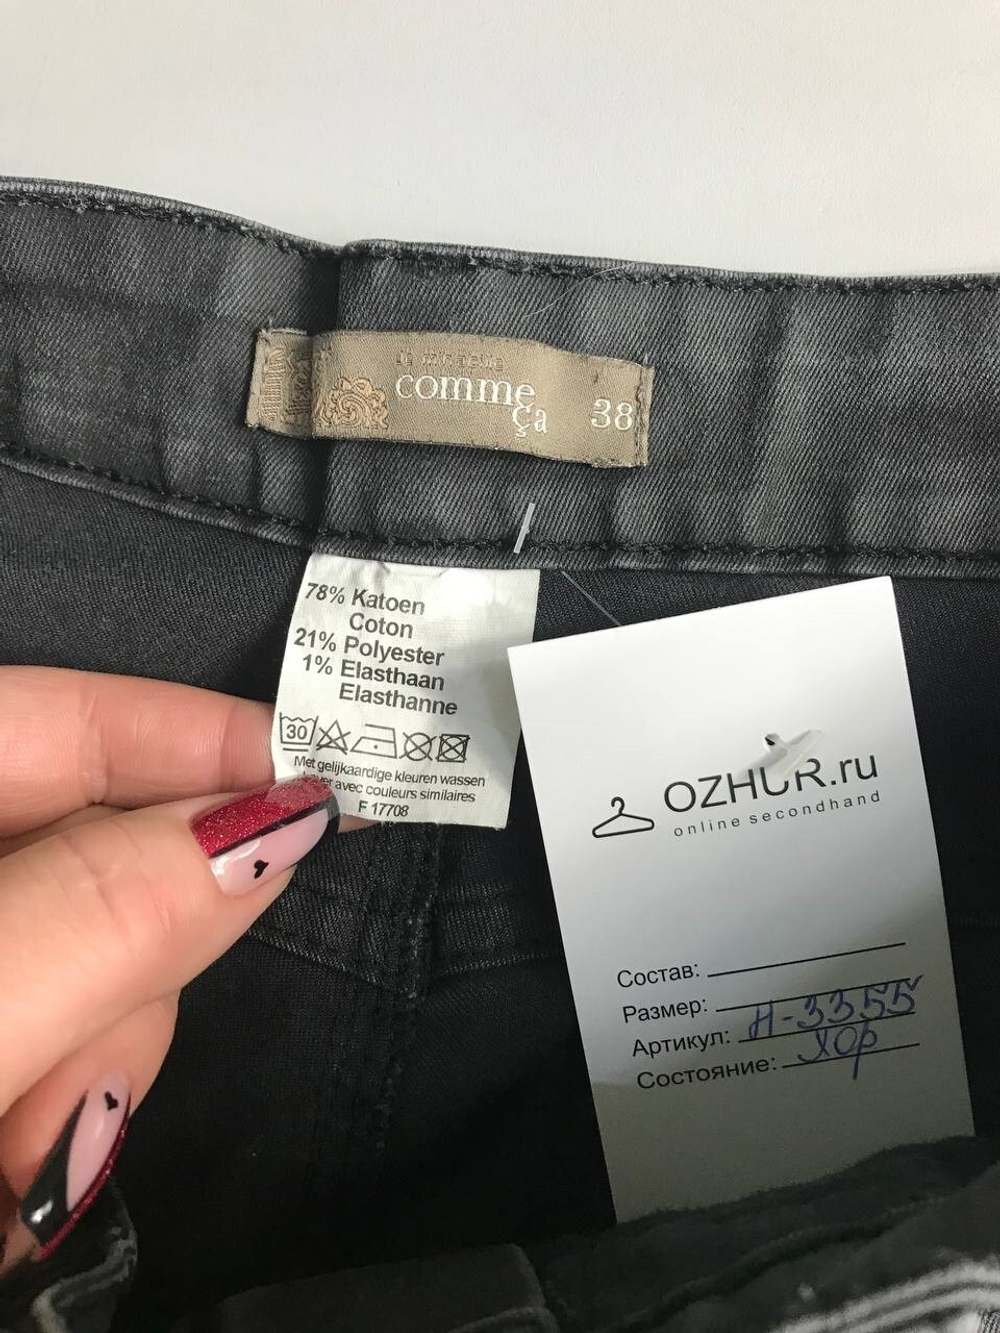 comme
ça
38
78% Katoen
Coton
21% Polyester
1% Elasthaan
Elasthanne
30
Met gelijkaardige kleuren wassen
avec couleurs similaires
F 17708
OZHUR.ru
online secondhand
Состав:
Размер:
Артикул: Н-3355
Состояние: хор